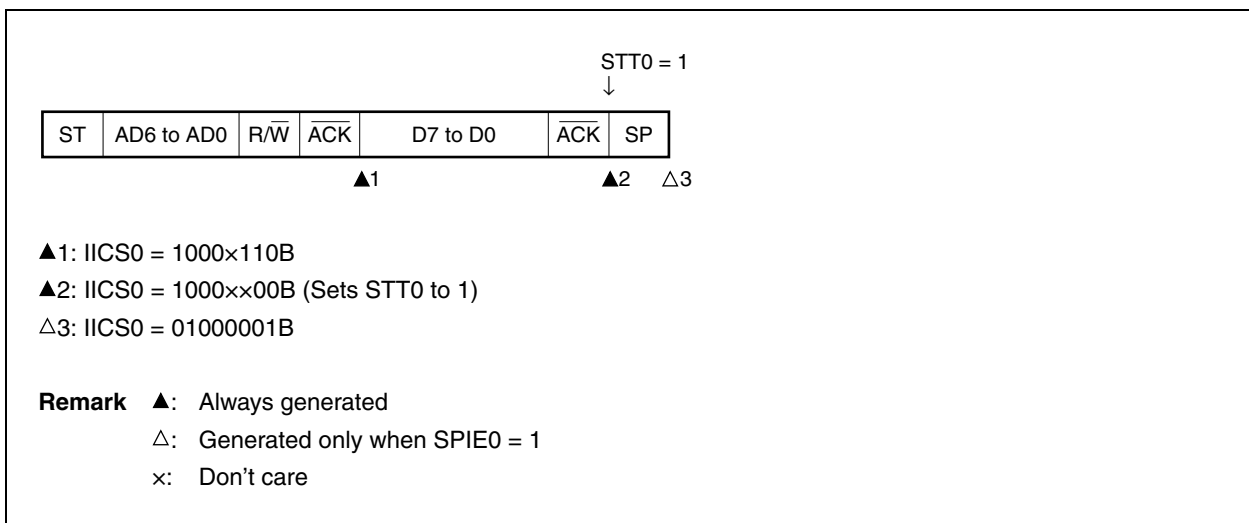 STT0 = 1
↓
ST AD6 to AD0 R/W̅ A̅C̅K̅ D7 to D0 A̅C̅K̅ SP
▲1 ▲2 △3
▲1: IICS0 = 1000×110B
▲2: IICS0 = 1000××00B (Sets STT0 to 1)
△3: IICS0 = 01000001B
Remark ▲: Always generated
△: Generated only when SPIE0 = 1
×: Don't care